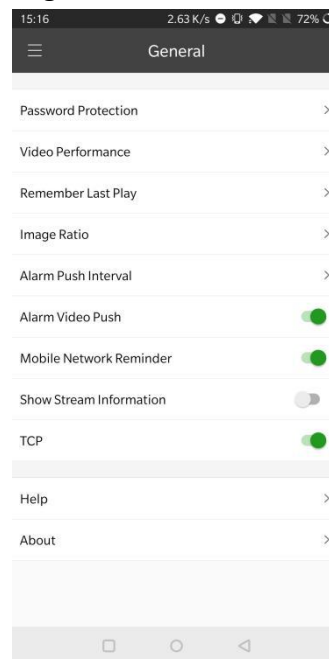 15:16 2.63 K/s 72%
General
Password Protection
Video Performance
Remember Last Play
Image Ratio
Alarm Push Interval
Alarm Video Push
Mobile Network Reminder
Show Stream Information
TCP
Help
About